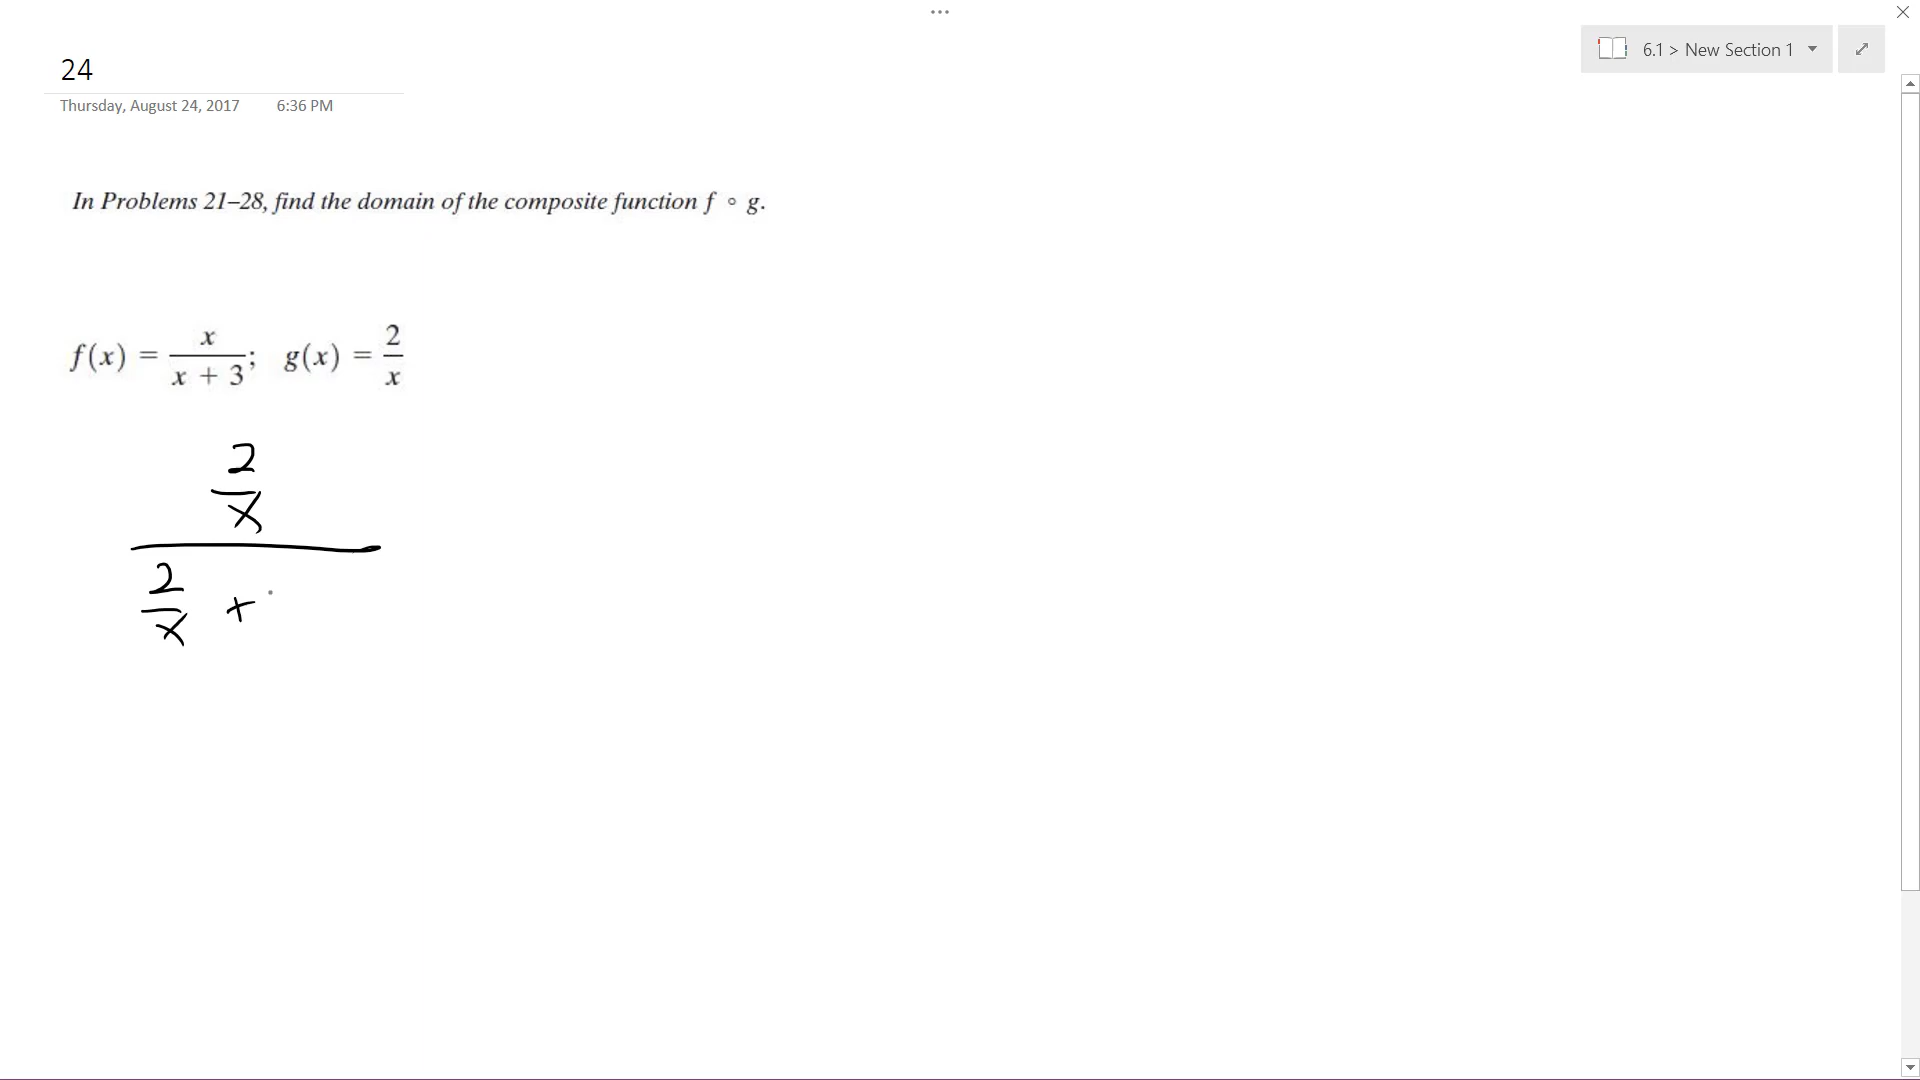 ...
6.1 > New Section 1
24
Thursday, August 24, 2017 6:36 PM
In Problems 21–28, find the domain of the composite function f ∘ g.
f(x) = x/(x + 3); g(x) = 2/x
2
x
2/x +